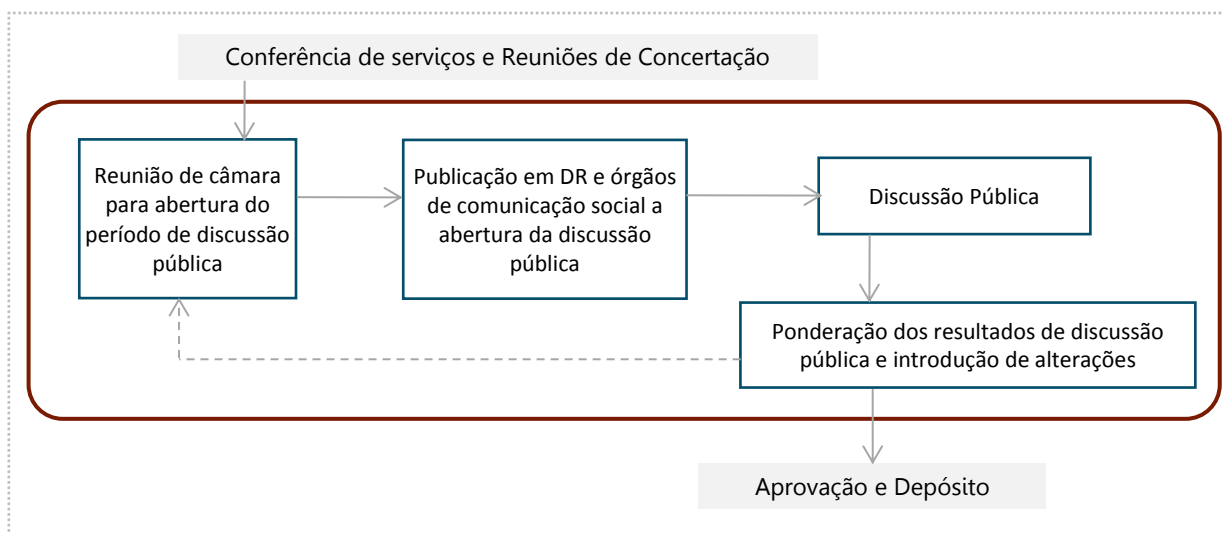 Conferência de serviços e Reuniões de Concertação
Reunião de câmara
para abertura do
período de discussão
pública
Publicação em DR e órgãos
de comunicação social a
abertura da discussão
pública
Discussão Pública
Ponderação dos resultados de discussão
pública e introdução de alterações
Aprovação e Depósito